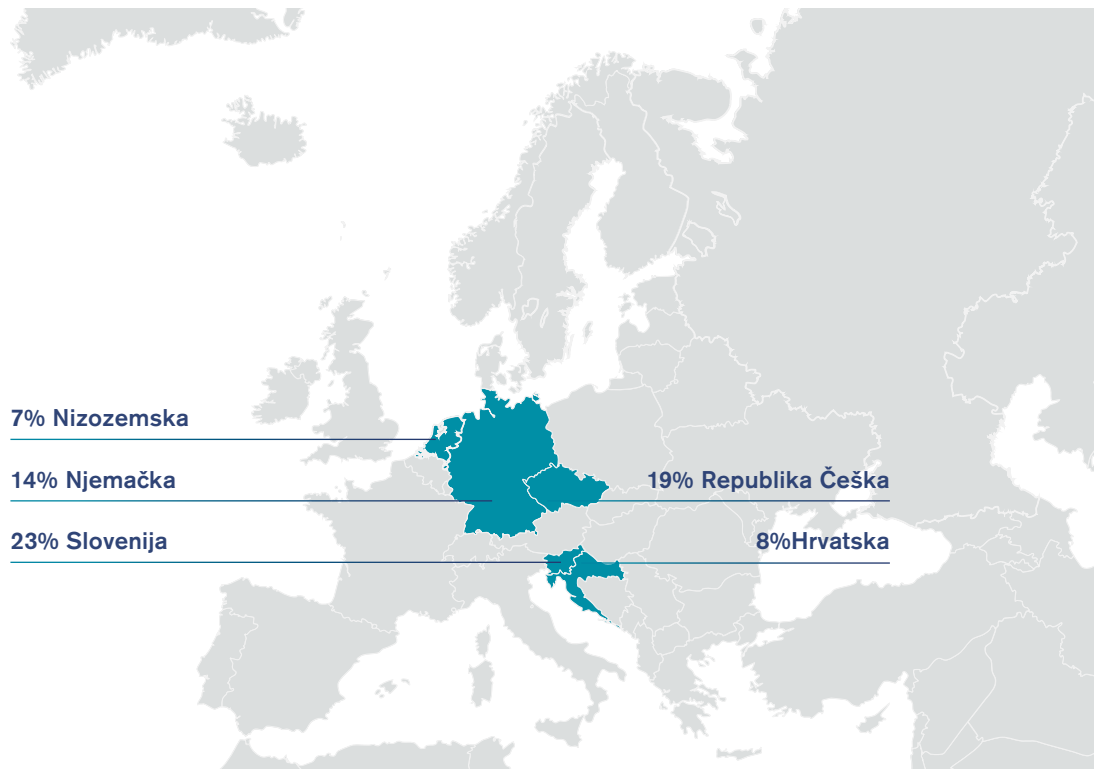 7% Nizozemska
14% Njemačka
19% Republika Češka
23% Slovenija
8%Hrvatska